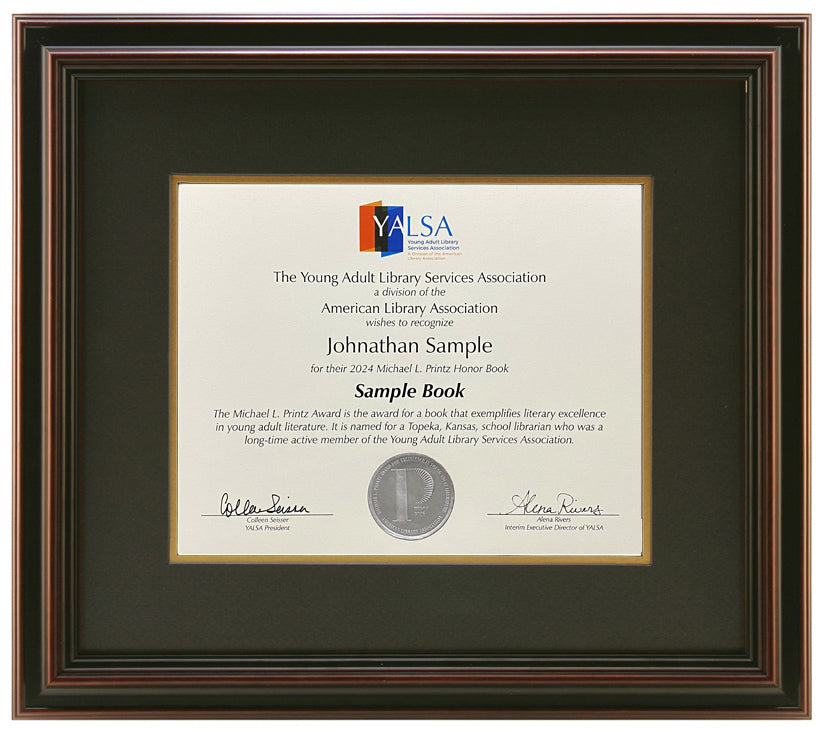 YALSA
Young Adult Library
Services Association
A Division of the American
Library Association
The Young Adult Library Services Association
a division of the
American Library Association
wishes to recognize
Johnathan Sample
for their 2024 Michael L. Printz Honor Book
Sample Book
The Michael L. Printz Award is the award for a book that exemplifies literary excellence
in young adult literature. It is named for a Topeka, Kansas, school librarian who was a
long-time active member of the Young Adult Library Services Association.
P
Colleen Seisser
Alena Rivers
Colleen Seisser
YALSA President
Alena Rivers
Interim Executive Director of YALSA